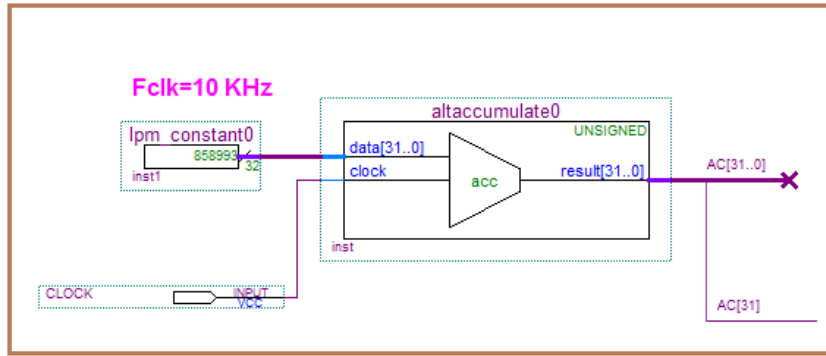 Fclk=10 KHz
altaccumulate0
lpm_constant0
UNSIGNED
858993
32
inst1
data[31..0]
clock
acc
result[31..0]
AC[31..0]
inst
CLOCK
INPUT
VCC
AC[31]